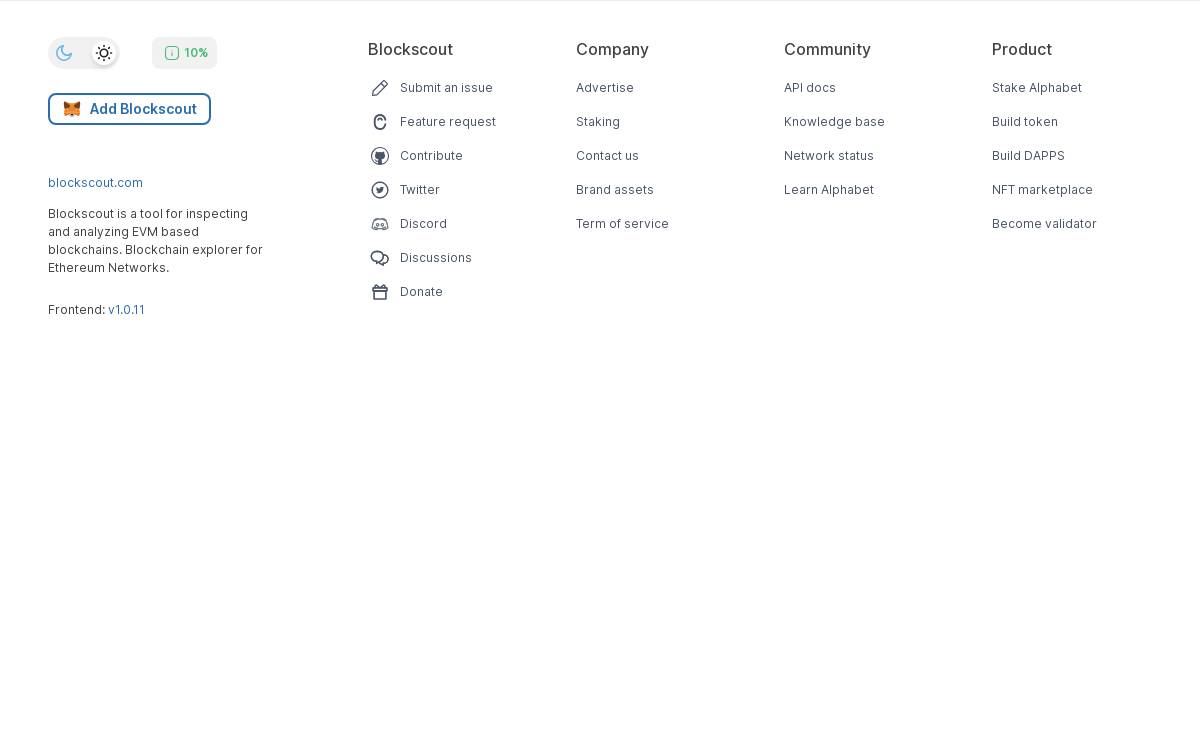 10%
Add Blockscout
blockscout.com
Blockscout is a tool for inspecting
and analyzing EVM based
blockchains. Blockchain explorer for
Ethereum Networks.
Frontend: v1.0.11
Blockscout
Submit an issue
Feature request
Contribute
Twitter
Discord
Discussions
Donate
Company
Advertise
Staking
Contact us
Brand assets
Term of service
Community
API docs
Knowledge base
Network status
Learn Alphabet
Product
Stake Alphabet
Build token
Build DAPPS
NFT marketplace
Become validator